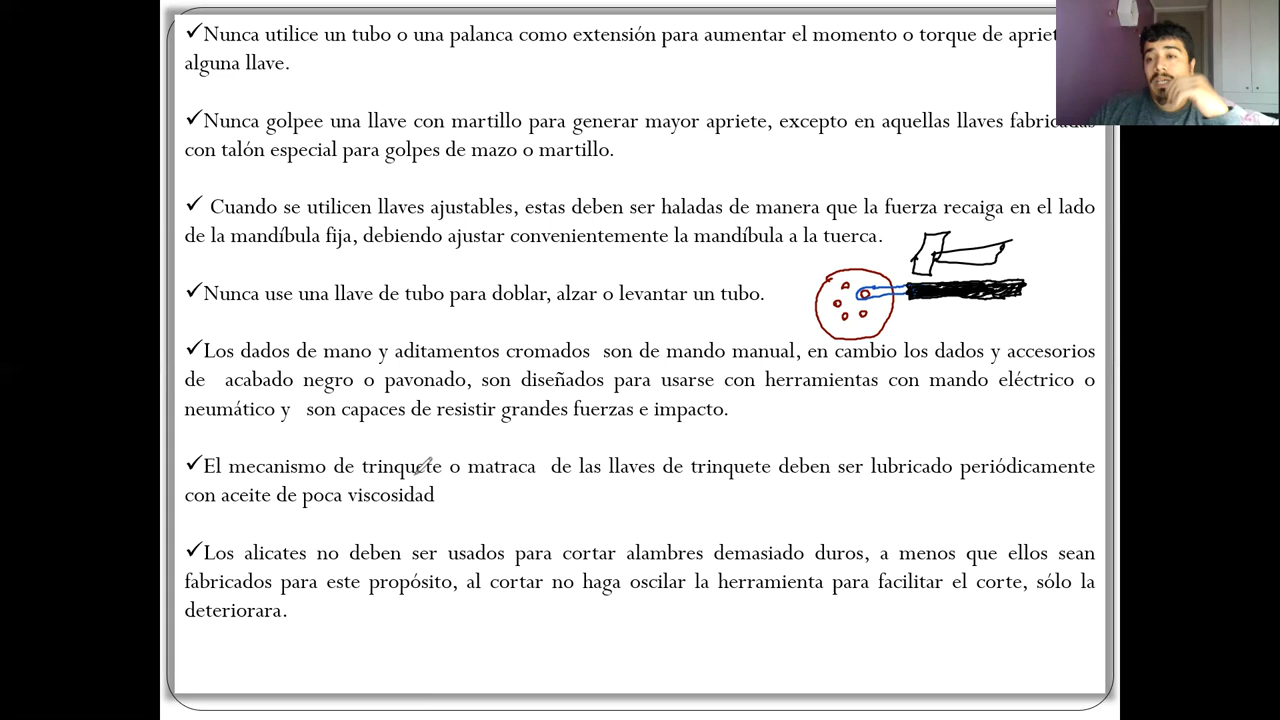 ✓Nunca utilice un tubo o una palanca como extensión para aumentar el momento o torque de apriet
alguna llave.
✓Nunca golpee una llave con martillo para generar mayor apriete, excepto en aquellas llaves fabricadas
con talón especial para golpes de mazo o martillo.
✓ Cuando se utilicen llaves ajustables, estas deben ser haladas de manera que la fuerza recaiga en el lado
de la mandíbula fija, debiendo ajustar convenientemente la mandíbula a la tuerca.
✓Nunca use una llave de tubo para doblar, alzar o levantar un tubo.
✓Los dados de mano y aditamentos cromados son de mando manual, en cambio los dados y accesorios
de acabado negro o pavonado, son diseñados para usarse con herramientas con mando eléctrico o
neumático y son capaces de resistir grandes fuerzas e impacto.
✓El mecanismo de trinquete o matraca de las llaves de trinquete deben ser lubricado periódicamente
con aceite de poca viscosidad
✓Los alicates no deben ser usados para cortar alambres demasiado duros, a menos que ellos sean
fabricados para este propósito, al cortar no haga oscilar la herramienta para facilitar el corte, sólo la
deteriorara.